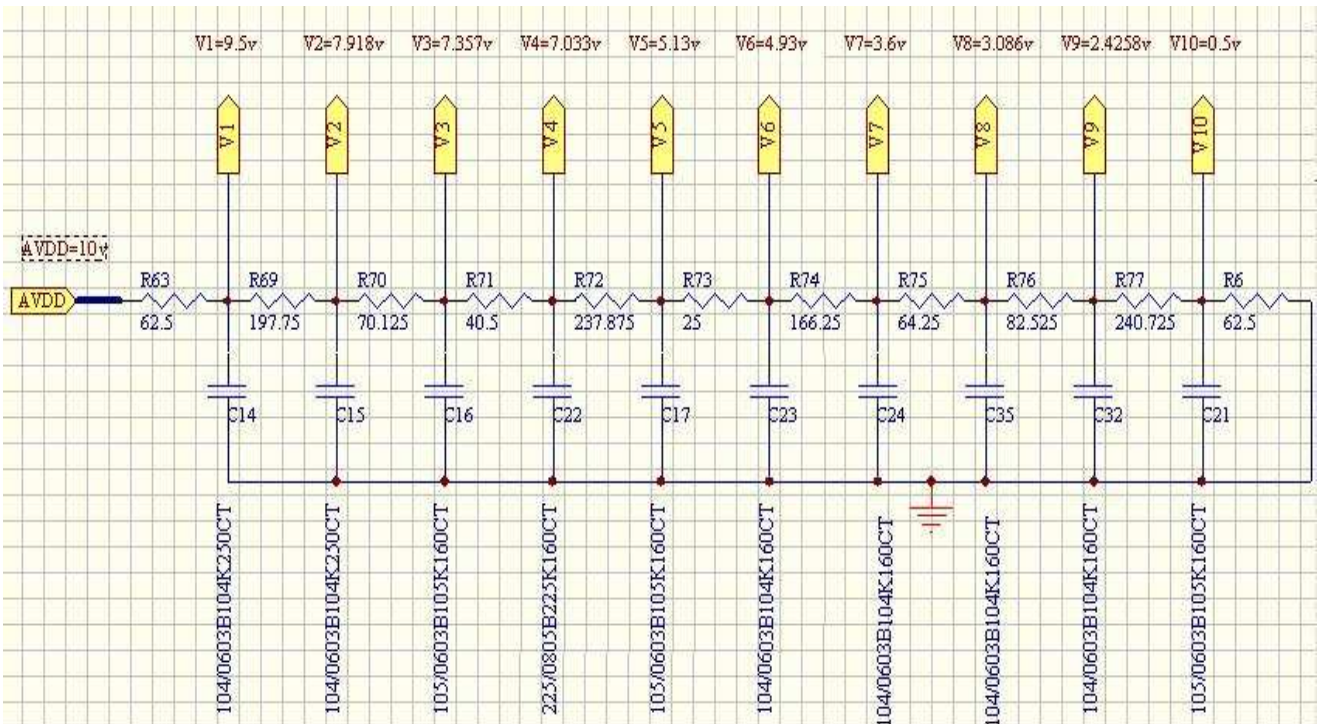 V1=9.5v V2=7.918v V3=7.357v V4=7.033v V5=5.13v V6=4.93v V7=3.6v V8=3.086v V9=2.4258v V10=0.5v
V1 V2 V3 V4 V5 V6 V7 V8 V9 V10
AVDD=10v
R63 R69 R70 R71 R72 R73 R74 R75 R76 R77 R6
AVDD
62.5 197.75 70.125 40.5 237.875 25 166.25 64.25 82.525 240.725 62.5
C14 C15 C16 C22 C17 C23 C24 C35 C32 C21
104/0603B104K250CT
104/0603B104K250CT
105/0603B105K160CT
225/0805B225K160CT
105/0603B105K160CT
104/0603B104K160CT
104/0603B104K160CT
104/0603B104K160CT
104/0603B104K160CT
105/0603B105K160CT